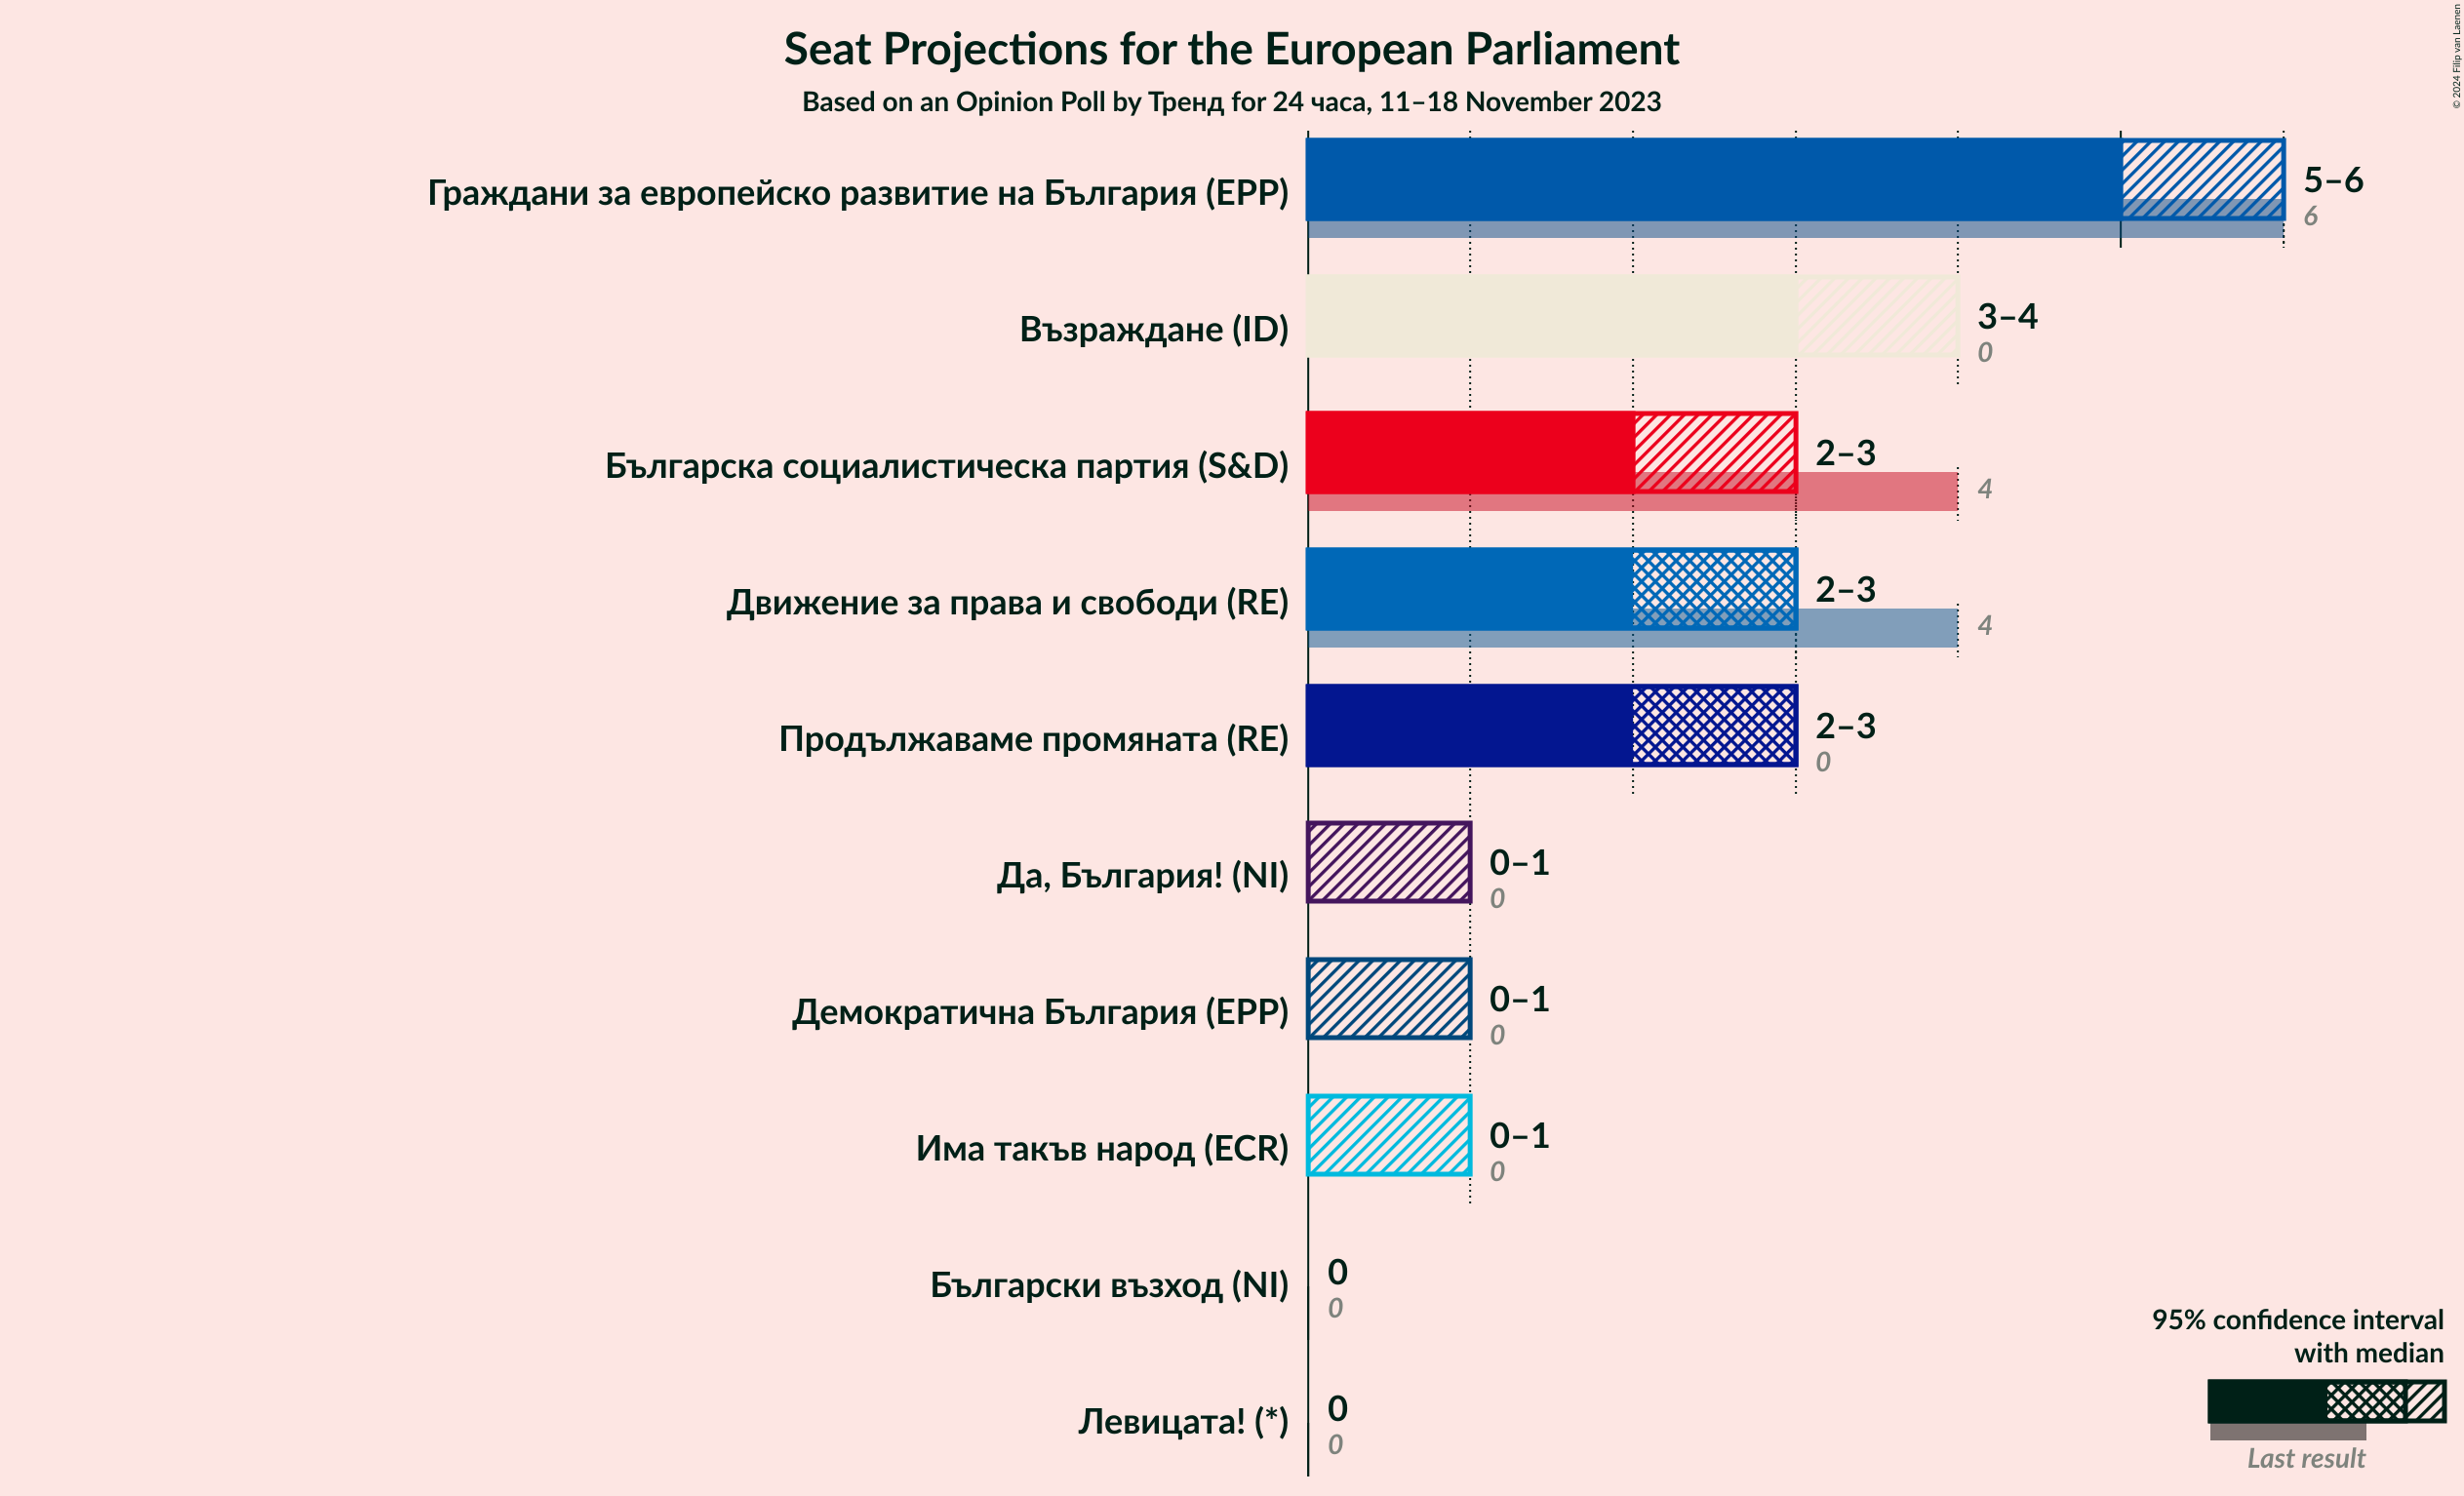 Seat Projections for the European Parliament
Based on an Opinion Poll by Тренд for 24 часа, 11–18 November 2023
© 2024 Filip van Laenen
Граждани за европейско развитие на България (EPP)
5–6
6
Възраждане (ID)
3–4
0
Българска социалистическа партия (S&D)
2–3
4
Движение за права и свободи (RE)
2–3
4
Продължаваме промяната (RE)
2–3
0
Да, България! (NI)
0–1
0
Демократична България (EPP)
0–1
0
Има такъв народ (ECR)
0–1
0
Български възход (NI)
0
0
Левицата! (*)
0
0
95% confidence interval
with median
Last result